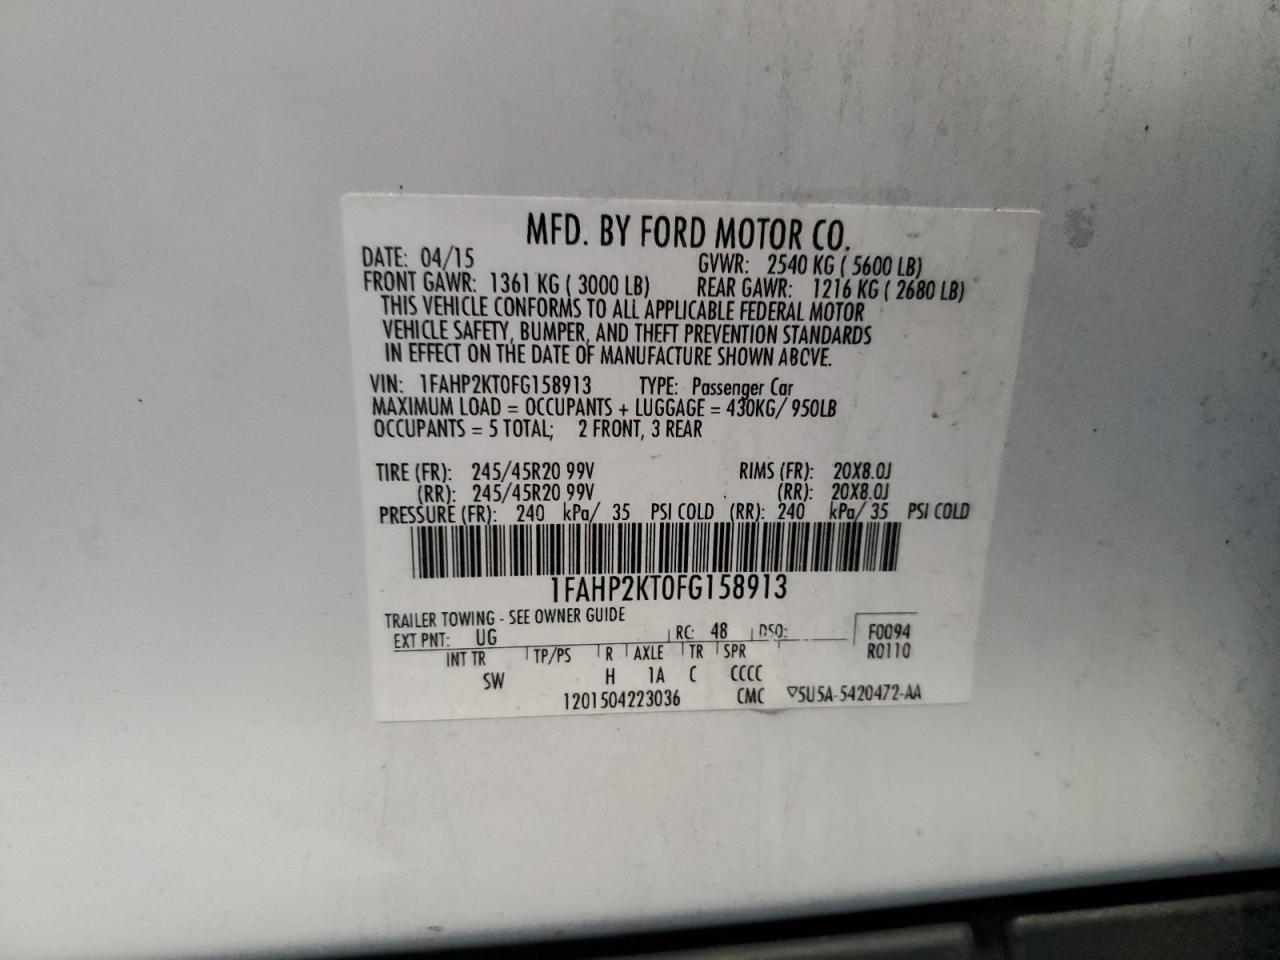 MFD. BY FORD MOTOR CO.
DATE: 04/15 GVWR: 2540 KG ( 5600 LB)
FRONT GAWR: 1361 KG ( 3000 LB) REAR GAWR: 1216 KG ( 2680 LB)
THIS VEHICLE CONFORMS TO ALL APPLICABLE FEDERAL MOTOR
VEHICLE SAFETY, BUMPER, AND THEFT PREVENTION STANDARDS
IN EFFECT ON THE DATE OF MANUFACTURE SHOWN ABOVE.
VIN: 1FAHP2KT0FG158913 TYPE: Passenger Car
MAXIMUM LOAD = OCCUPANTS + LUGGAGE = 430KG/ 950LB
OCCUPANTS = 5 TOTAL; 2 FRONT, 3 REAR
TIRE (FR): 245/45R20 99V RIMS (FR): 20X8.0J
(RR): 245/45R20 99V (RR): 20X8.0J
PRESSURE (FR): 240 kPa/ 35 PSI COLD (RR): 240 kPa/ 35 PSI COLD
1FAHP2KT0FG158913
TRAILER TOWING - SEE OWNER GUIDE
EXT PNT: UG RC: 48 DSO: F0094
INT TR TP/PS R AXLE TR SPR R0110
SW H 1A C CCCC
1201504223036 CMC ▽5U5A-5420472-AA